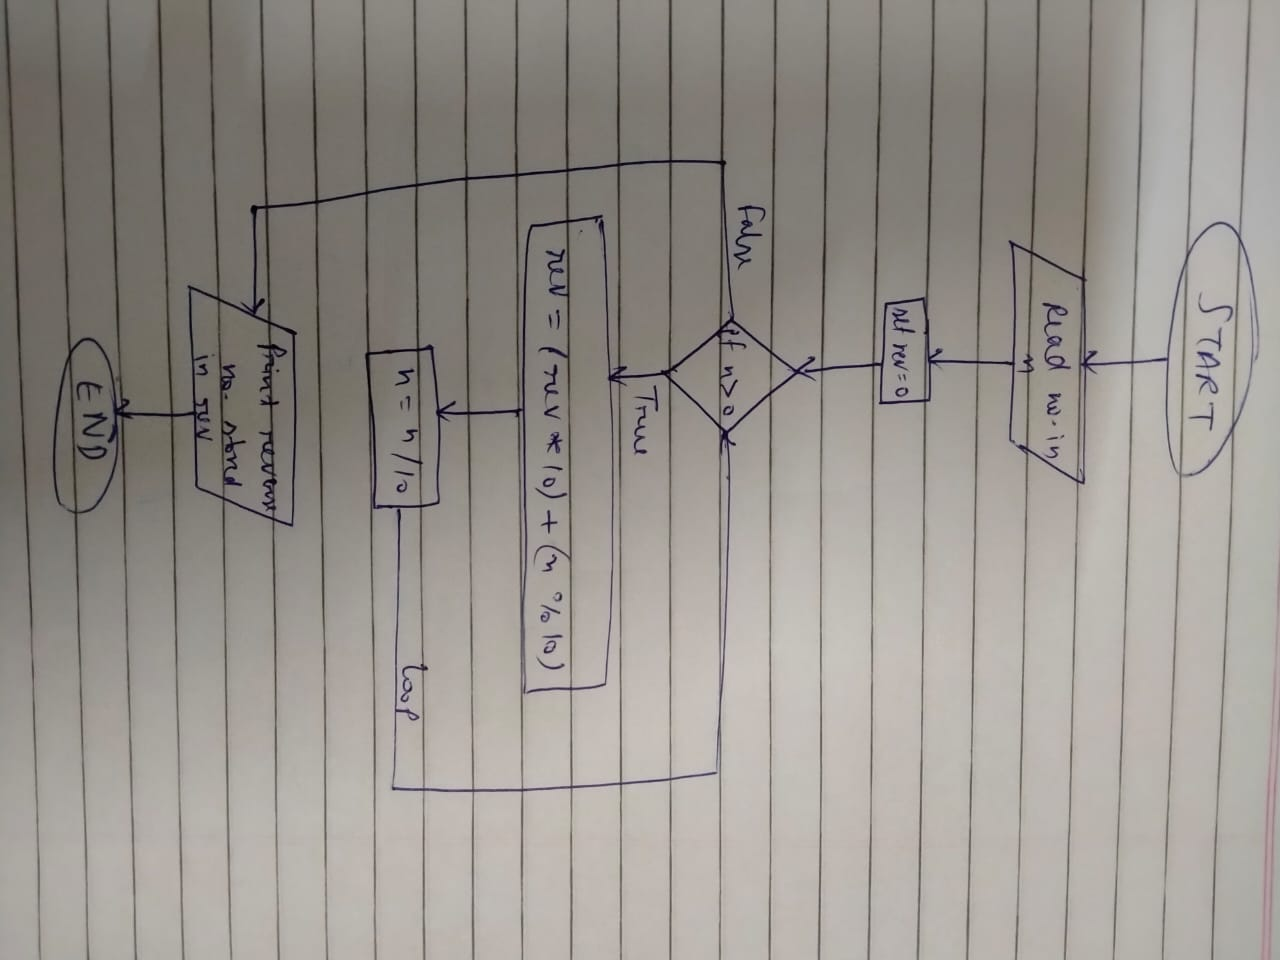 START
Read no. in
n
set rev = 0
If n>0
False
True
rev = (rev * 10) + (n % 10)
n = n / 10
loop
Print reverse
no. stored
in rev
END